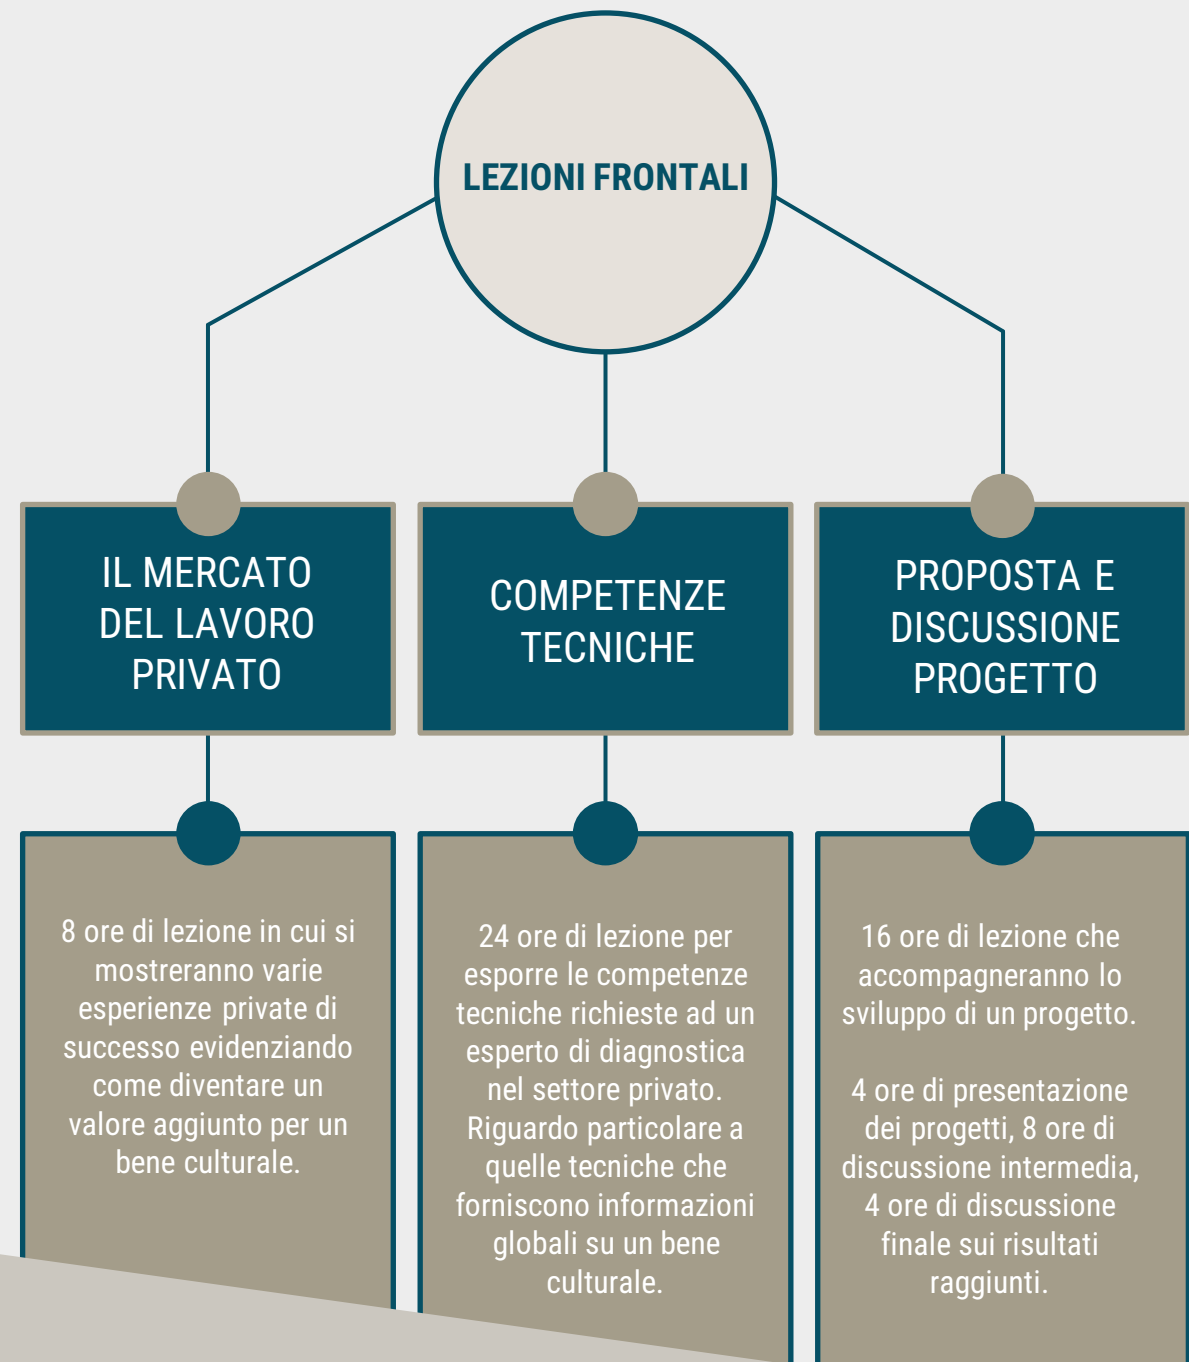 LEZIONI FRONTALI
IL MERCATO
DEL LAVORO
PRIVATO
COMPETENZE
TECNICHE
PROPOSTA E
DISCUSSIONE
PROGETTO
8 ore di lezione in cui si
mostreranno varie
esperienze private di
successo evidenziando
come diventare un
valore aggiunto per un
bene culturale.
24 ore di lezione per
esporre le competenze
tecniche richieste ad un
esperto di diagnostica
nel settore privato.
Riguardo particolare a
quelle tecniche che
forniscono informazioni
globali su un bene
culturale.
16 ore di lezione che
accompagneranno lo
sviluppo di un progetto.
4 ore di presentazione
dei progetti, 8 ore di
discussione intermedia,
4 ore di discussione
finale sui risultati
raggiunti.